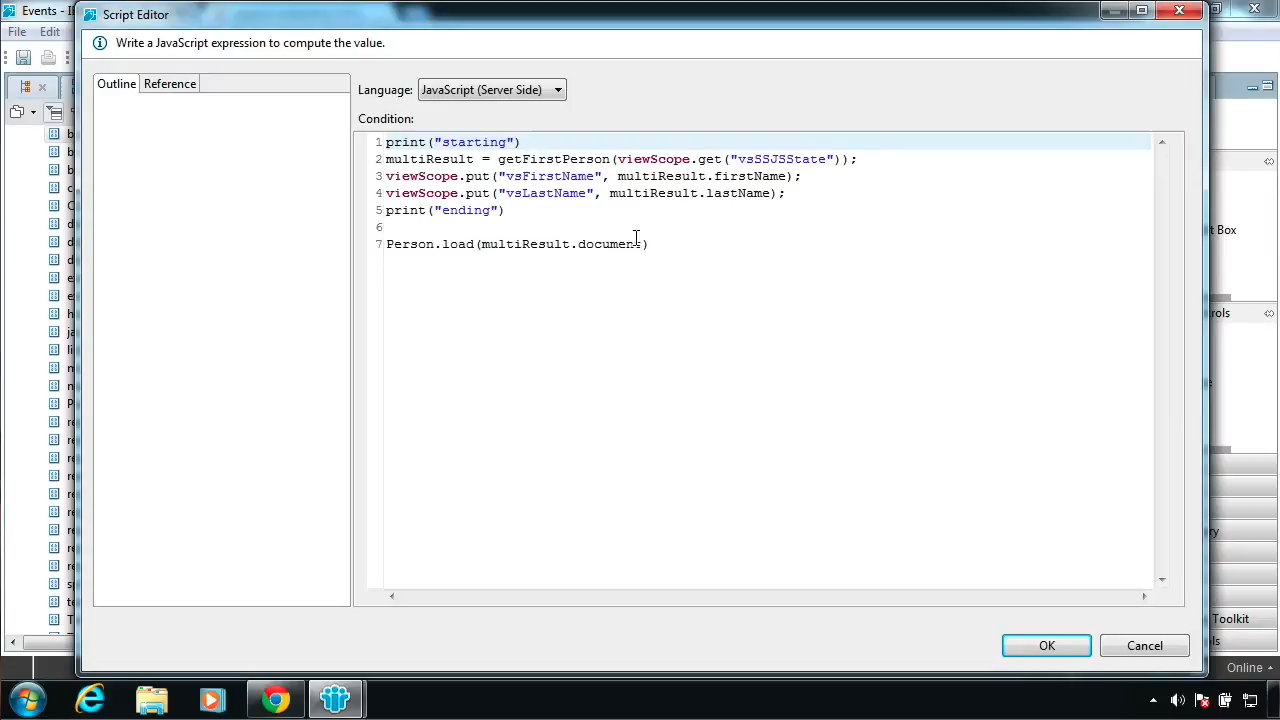 Events - I
Script Editor
File Edit
Write a JavaScript expression to compute the value.
Outline Reference
Language: JavaScript (Server Side)
Condition:
1 print("starting")
2 multiResult = getFirstPerson(viewScope.get("vsSSJSState"));
3 viewScope.put("vsFirstName", multiResult.firstName);
4 viewScope.put("vsLastName", multiResult.lastName);
5 print("ending")
6
7 Person.load(multiResult.document)
t Box
rols
Toolkit
ls
OK Cancel
Online